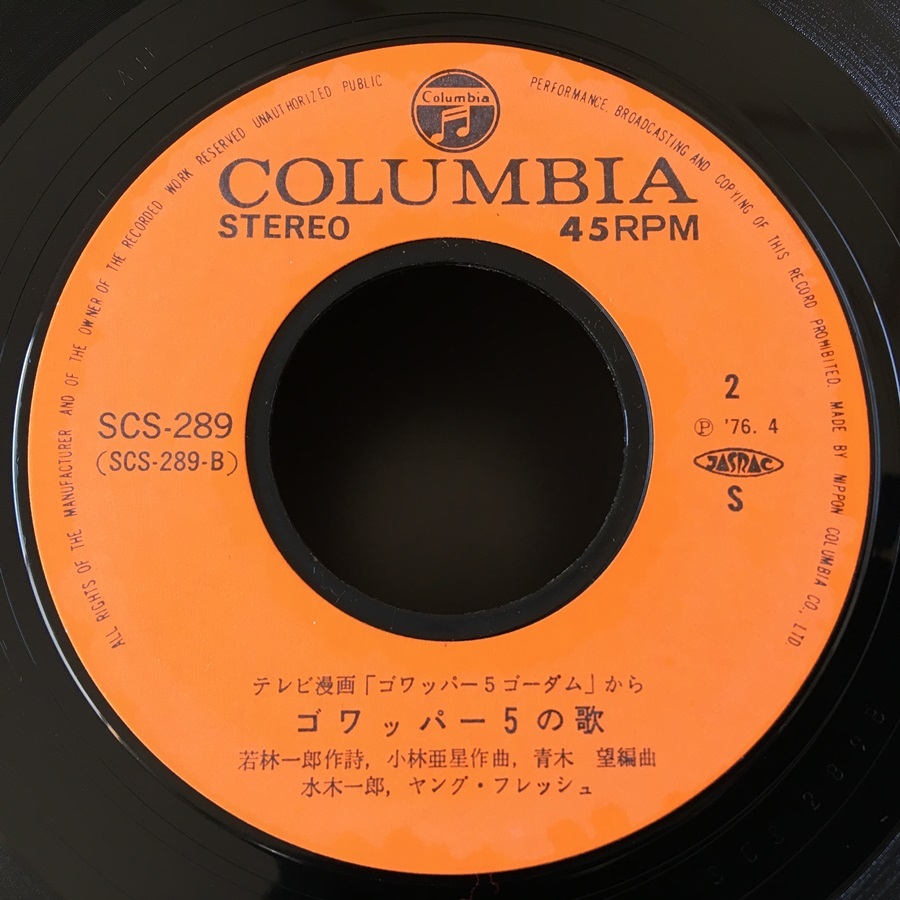 ALL RIGHTS OF THE MANUFACTURER AND OF THE OWNER OF THE RECORDED WORK RESERVED UNAUTHORIZED PUBLIC PERFORMANCE, BROADCASTING AND COPYING OF THIS RECORD PROHIBITED. MADE BY NIPPON COLUMBIA CO., LTD
Columbia
COLUMBIA
STEREO 45RPM
SCS-289
(SCS-289-B)
2
Ⓟ '76. 4
JASRAC
S
テレビ漫画「ゴワッパー5ゴーダム」から
ゴワッパー5の歌
若林一郎作詩, 小林亜星作曲, 青木 望編曲
水木一郎, ヤング・フレッシュ